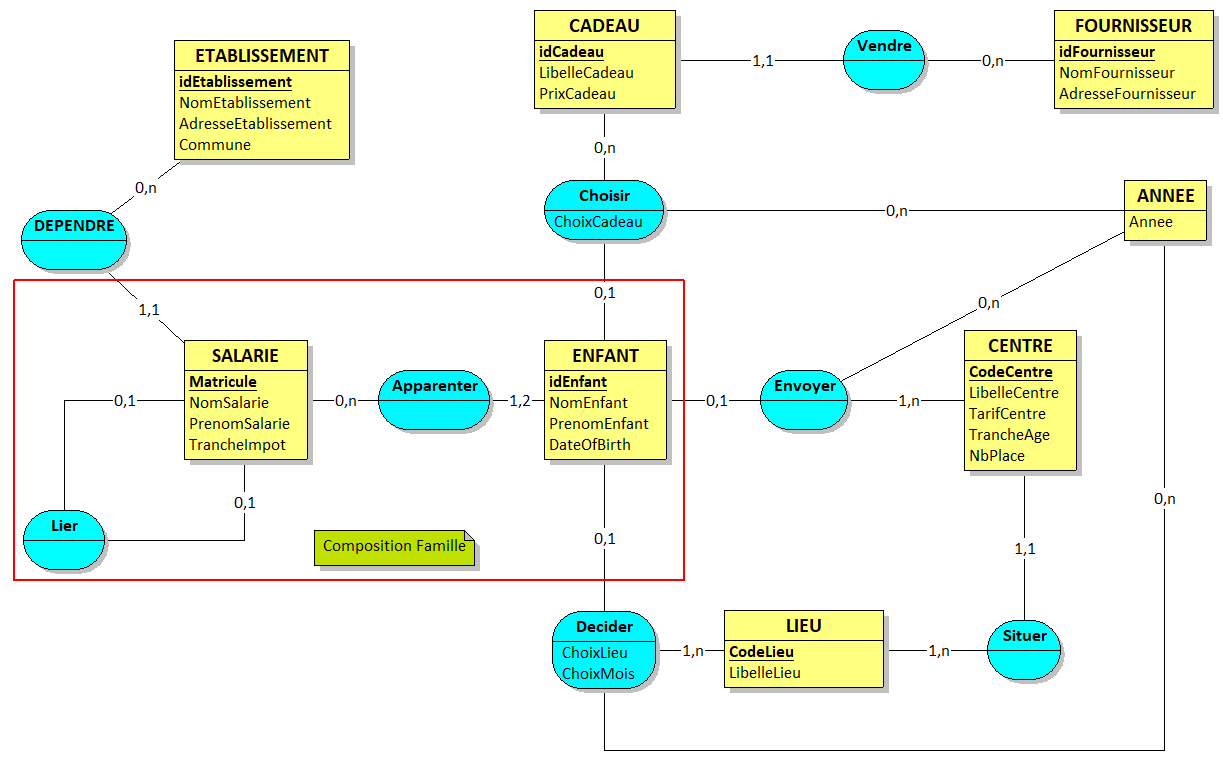 CADEAU
idCadeau
LibelleCadeau
PrixCadeau
1,1
Vendre
0,n
FOURNISSEUR
idFournisseur
NomFournisseur
AdresseFournisseur
ETABLISSEMENT
idEtablissement
NomEtablissement
AdresseEtablissement
Commune
0,n
0,n
DEPENDRE
Choisir
ChoixCadeau
0,n
ANNEE
Annee
1,1
0,1
0,n
SALARIE
Matricule
NomSalarie
PrenomSalarie
TrancheImpot
0,1
0,n
Apparenter
1,2
ENFANT
idEnfant
NomEnfant
PrenomEnfant
DateOfBirth
0,1
Envoyer
1,n
CENTRE
CodeCentre
LibelleCentre
TarifCentre
TrancheAge
NbPlace
0,1
0,n
Lier
Composition Famille
0,1
1,1
Decider
ChoixLieu
ChoixMois
1,n
LIEU
CodeLieu
LibelleLieu
1,n
Situer